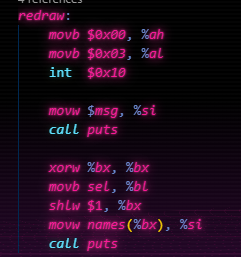 4 references
redraw:
movb $0x00, %ah
movb $0x03, %al
int $0x10
movw $msg, %si
call puts
xorw %bx, %bx
movb sel, %bl
shlw $1, %bx
movw names(%bx), %si
call puts